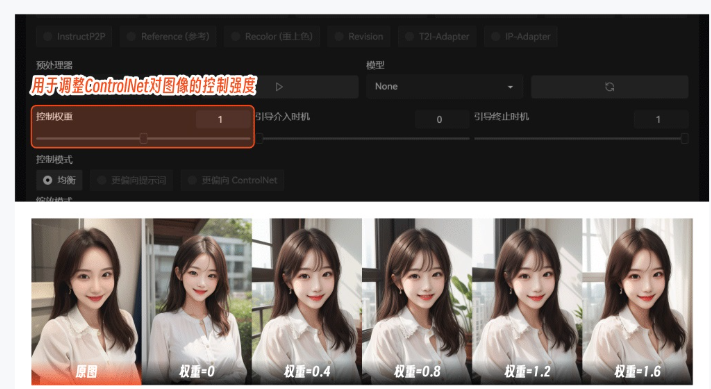 InstructP2P Reference (参考) Recolor (重上色) Revision T2I-Adapter IP-Adapter
预处理器 模型
用于调整ControlNet对图像的控制强度
None
控制权重 1 引导介入时机 0 引导终止时机 1
控制模式
均衡 更偏向提示词 更偏向 ControlNet
缩放模式
原图 权重=0 权重=0.4 权重=0.8 权重=1.2 权重=1.6